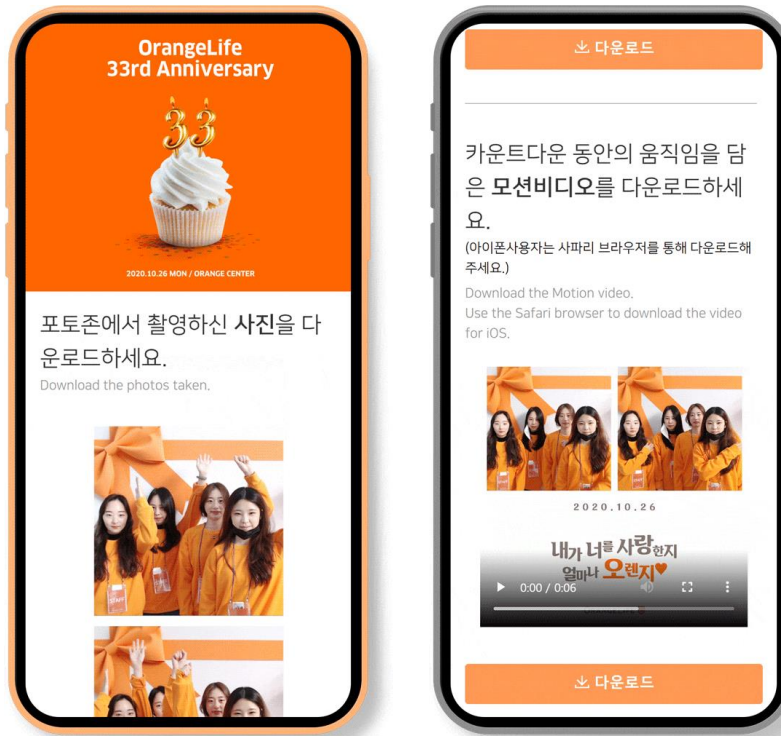 OrangeLife
33rd Anniversary
33
2020.10.26 MON / ORANGE CENTER
포토존에서 촬영하신 사진을 다
운로드하세요.
Download the photos taken.
다운로드
카운트다운 동안의 움직임을 담
은 모션비디오를 다운로드하세
요.
(아이폰사용자는 사파리 브라우저를 통해 다운로드해
주세요.)
Download the Motion video.
Use the Safari browser to download the video
for iOS.
2020.10.26
내가 너를 사랑한지
얼마나 오렌지♥
0:00 / 0:06
ORANGELIFE
다운로드